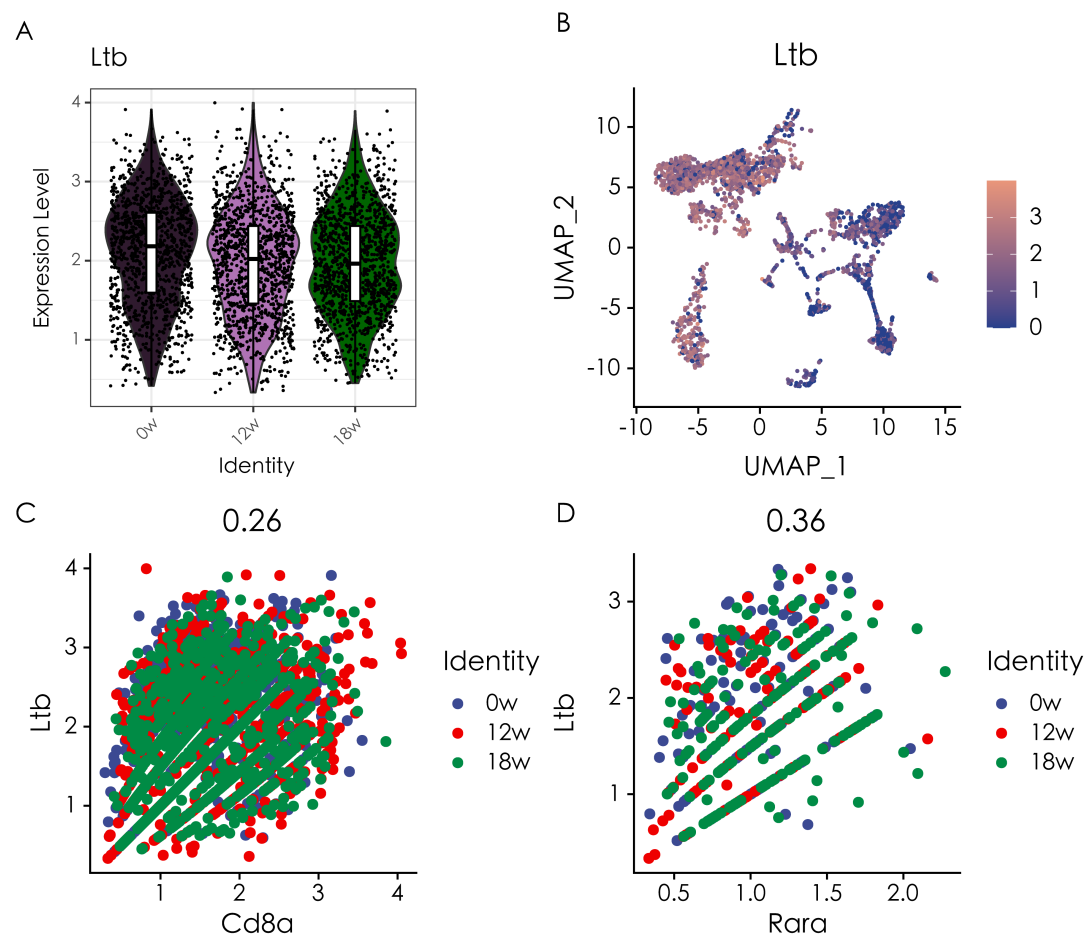 A
Ltb
Expression Level
4
3
2
1
0w
12w
18w
Identity
B
Ltb
UMAP_2
10
5
0
-5
-10
-10
-5
0
5
10
15
UMAP_1
3
2
1
0
C
0.26
Ltb
4
3
2
1
1
2
3
4
Cd8a
Identity
0w
12w
18w
D
0.36
Ltb
3
2
1
0.5
1.0
1.5
2.0
Rara
Identity
0w
12w
18w